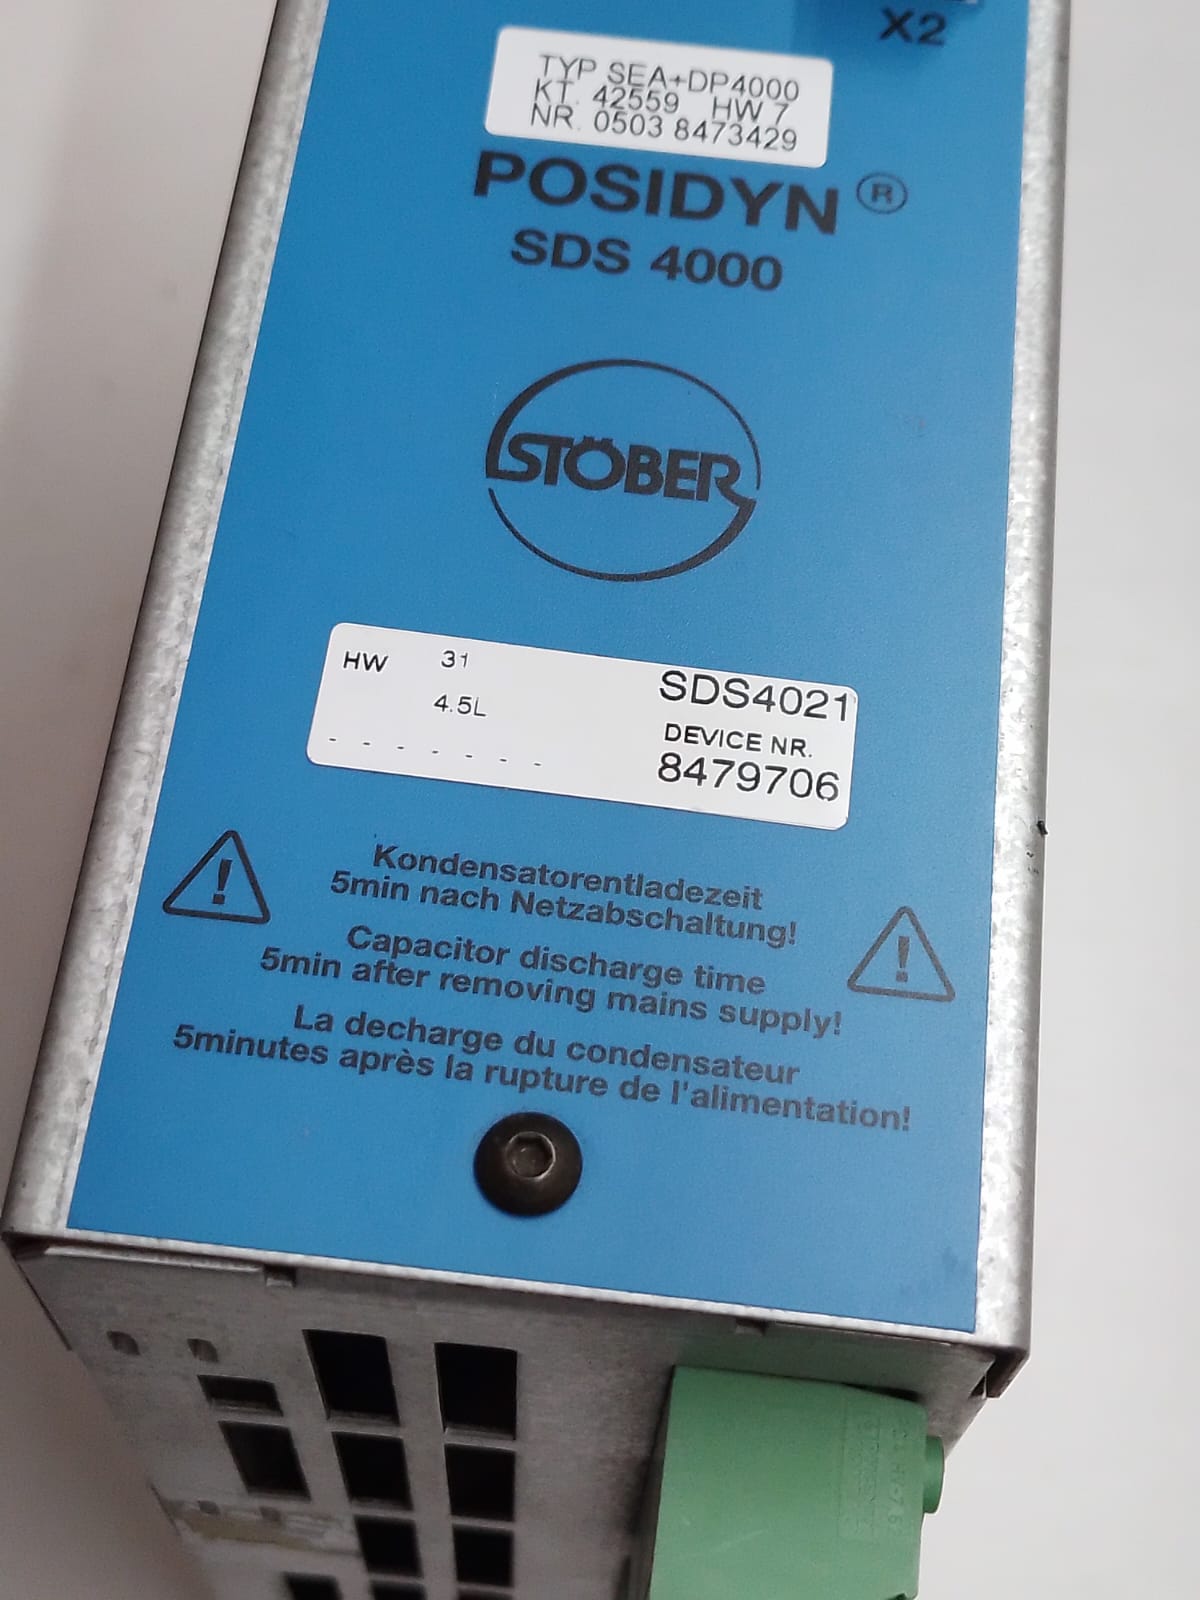 X2
TYP SEA+DP4000
KT. 42559 HW 7
NR. 0503 8473429
POSIDYN®
SDS 4000
STÖBER
HW 31 SDS4021
4.5L DEVICE NR.
- - - - - - - 8479706
Kondensatorentladezeit
5min nach Netzabschaltung!
Capacitor discharge time
5min after removing mains supply!
La decharge du condensateur
5minutes après la rupture de l'alimentation!